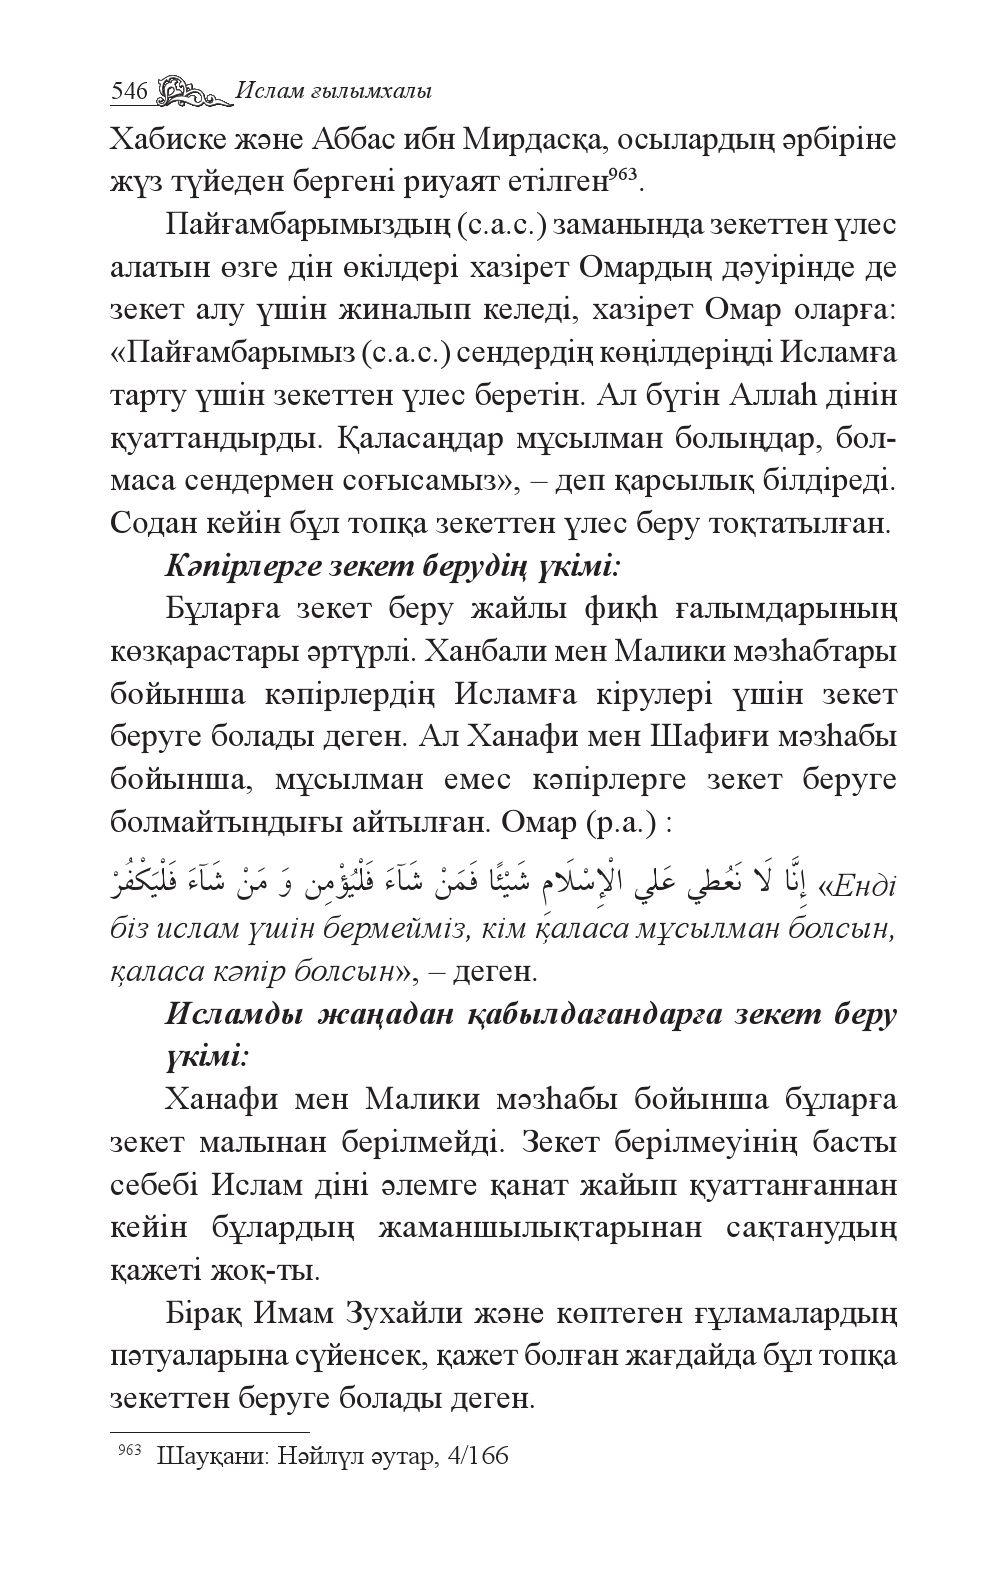 546 Ислам ғылымхалы
Хабиске және Аббас ибн Мирдасқа, осылардың әрбіріне
жүз түйеден бергені риуаят етілген⁹⁶³.
Пайғамбарымыздың (с.а.с.) заманында зекеттен үлес
алатын өзге дін өкілдері хазірет Омардың дәуірінде де
зекет алу үшін жиналып келеді, хазірет Омар оларға:
«Пайғамбарымыз (с.а.с.) сендердің көңілдеріңді Исламға
тарту үшін зекеттен үлес беретін. Ал бүгін Аллаһ дінін
қуаттандырды. Қаласаңдар мұсылман болыңдар, бол-
маса сендермен соғысамыз», – деп қарсылық білдіреді.
Содан кейін бұл топқа зекеттен үлес беру тоқтатылған.
Кәпірлерге зекет берудің үкімі:
Бұларға зекет беру жайлы фиқһ ғалымдарының
көзқарастары әртүрлі. Ханбали мен Малики мәзһабтары
бойынша кәпірлердің Исламға кірулері үшін зекет
беруге болады деген. Ал Ханафи мен Шафиғи мәзһабы
бойынша, мұсылман емес кәпірлерге зекет беруге
болмайтындығы айтылған. Омар (р.а.) :
إِنَّا لَا نَعُطي عَلي الْإِسْلَامِ شَيْئًا فَمَنْ شَآءَ فَلْيُؤْمِن وَ مَنْ شَآءَ فَلْيَكْفُرْ «Енді
біз ислам үшін бермейміз, кім қаласа мұсылман болсын,
қаласа кәпір болсын», – деген.
Исламды жаңадан қабылдағандарға зекет беру
үкімі:
Ханафи мен Малики мәзһабы бойынша бұларға
зекет малынан берілмейді. Зекет берілмеуінің басты
себебі Ислам діні әлемге қанат жайып қуаттанғаннан
кейін бұлардың жаманшылықтарынан сақтанудың
қажеті жоқ-ты.
Бірақ Имам Зухайли және көптеген ғұламалардың
пәтуаларына сүйенсек, қажет болған жағдайда бұл топқа
зекеттен беруге болады деген.
⁹⁶³ Шауқани: Нәйлүл әутар, 4/166